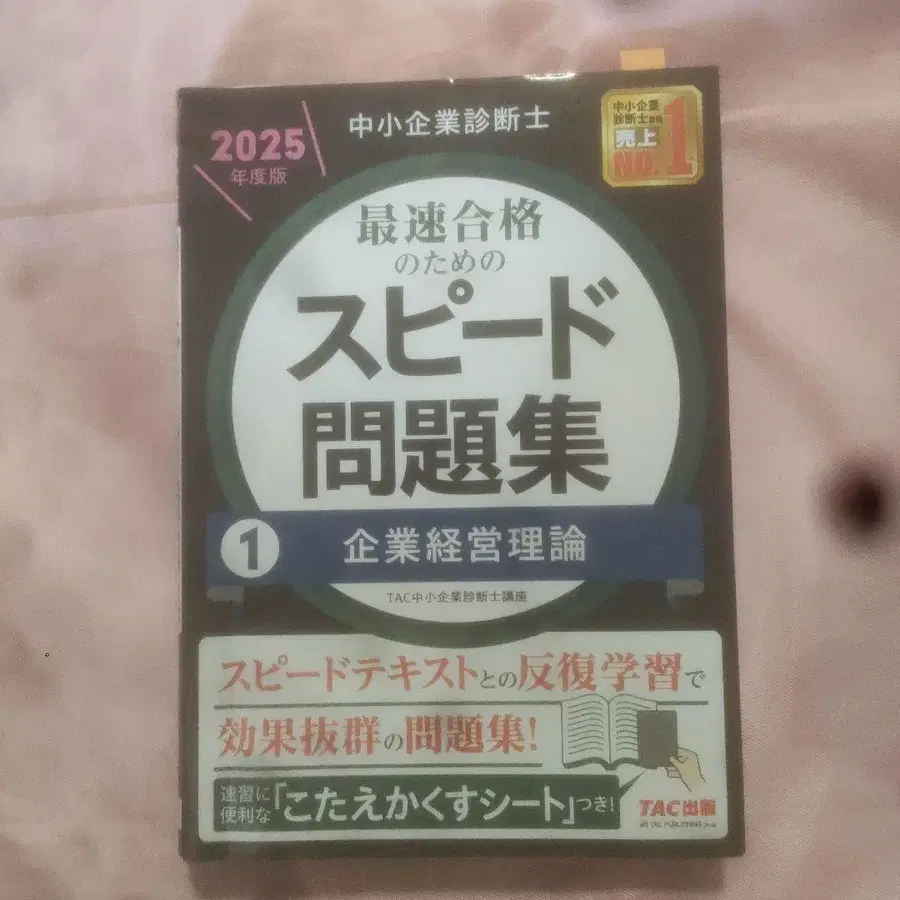 2025
年度版
中小企業診断士
中小企業
診断士
売上
NO.1
最速合格
のための
スピード
問題集
1 企業経営理論
TAC中小企業診断士講座
スピードテキストとの反復学習で
効果抜群の問題集!
速習に
便利な「こたえかくすシート」つき!
TAC出版